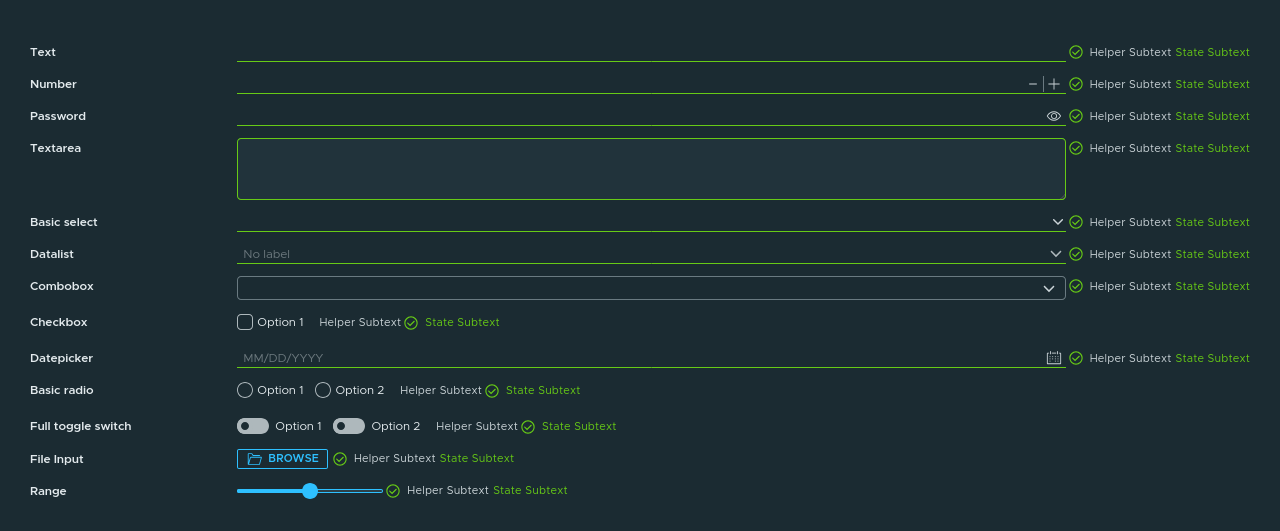 Text Helper Subtext State Subtext
Number Helper Subtext State Subtext
Password Helper Subtext State Subtext
Textarea Helper Subtext State Subtext
Basic select Helper Subtext State Subtext
Datalist No label Helper Subtext State Subtext
Combobox Helper Subtext State Subtext
Checkbox Option 1 Helper Subtext State Subtext
Datepicker MM/DD/YYYY Helper Subtext State Subtext
Basic radio Option 1 Option 2 Helper Subtext State Subtext
Full toggle switch Option 1 Option 2 Helper Subtext State Subtext
File Input BROWSE Helper Subtext State Subtext
Range Helper Subtext State Subtext